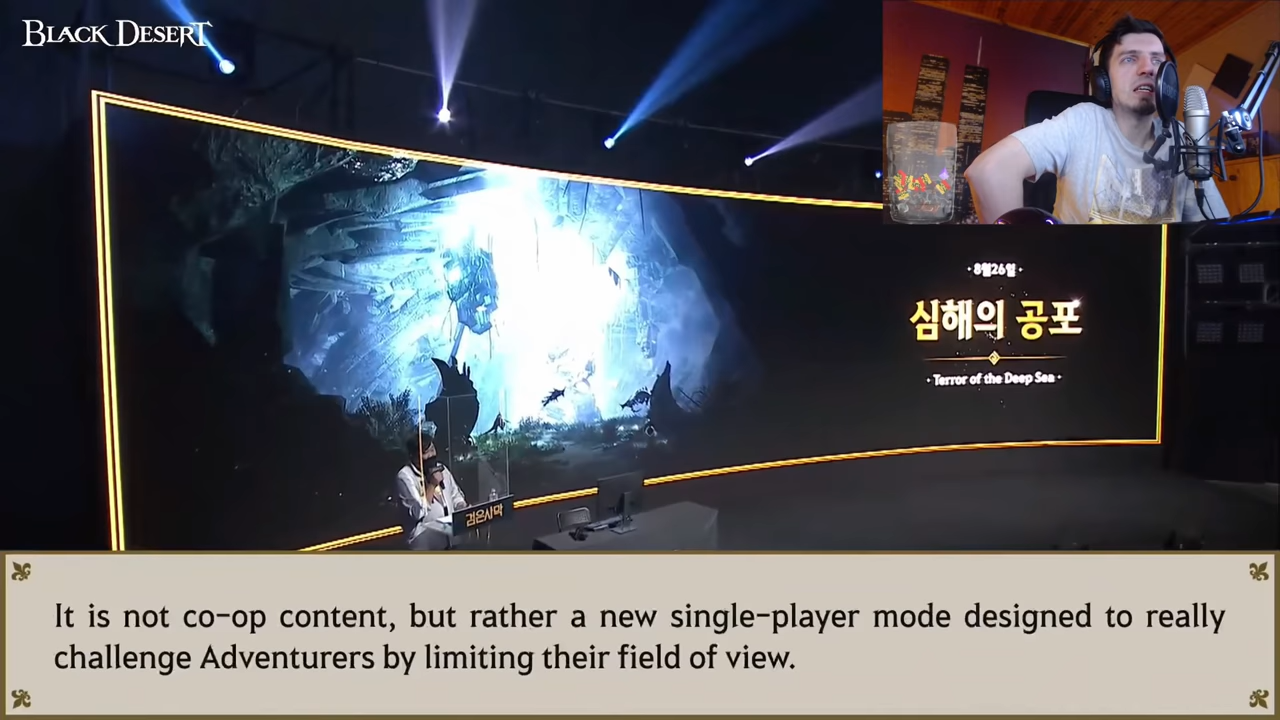 BLACK DESERT
8월26일
심해의 공포
Terror of the Deep Sea
검은사막
It is not co-op content, but rather a new single-player mode designed to really
challenge Adventurers by limiting their field of view.